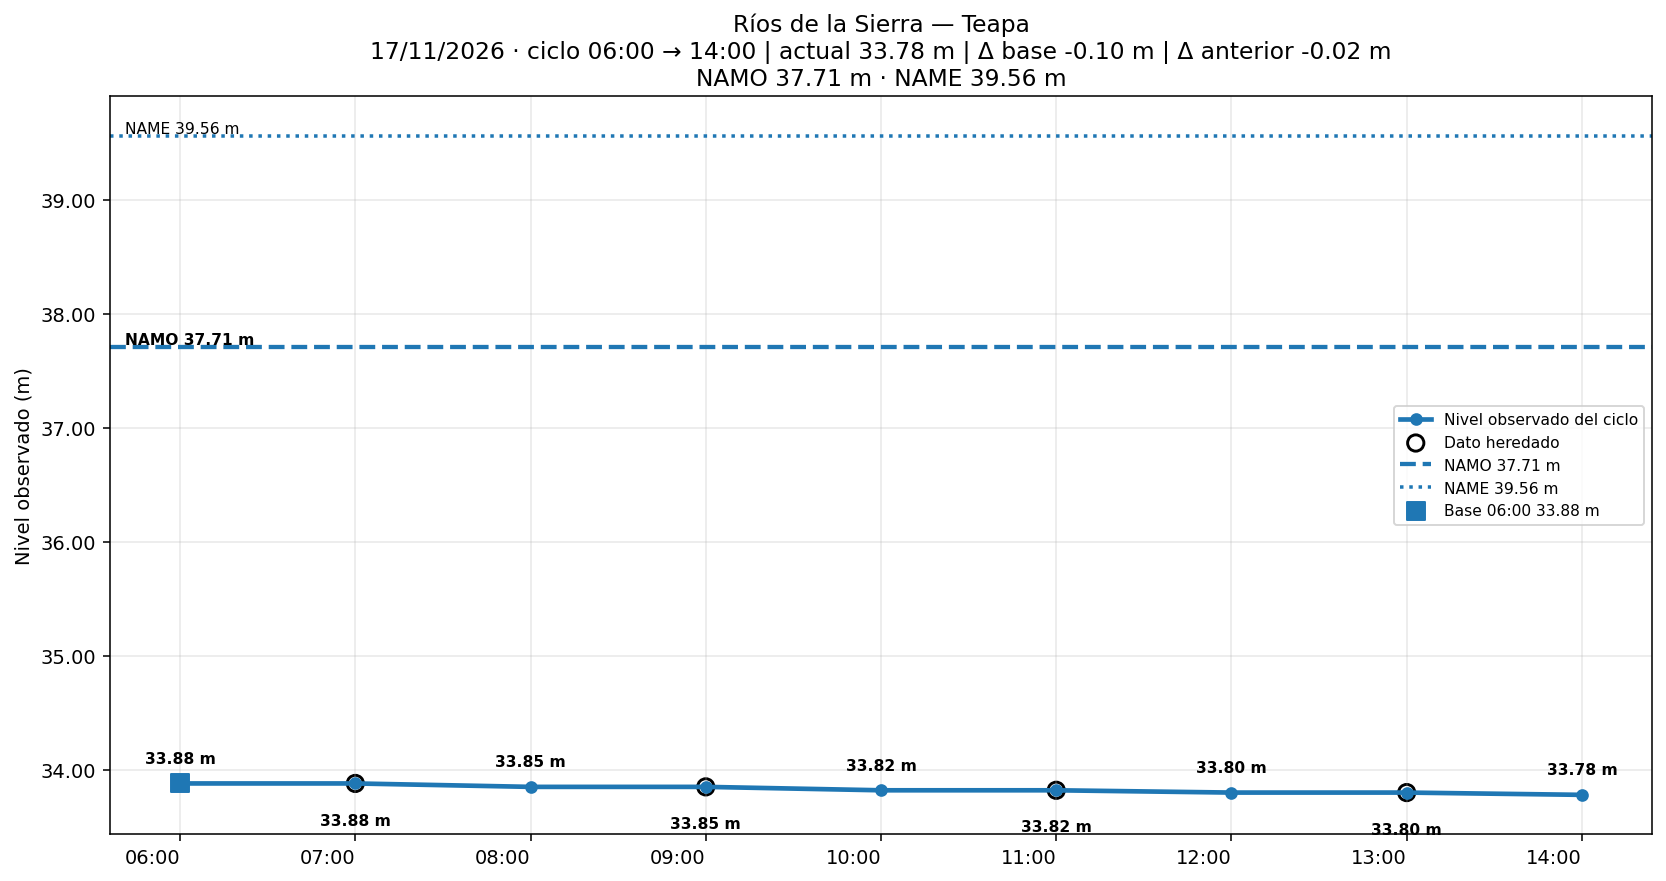 Ríos de la Sierra — Teapa
17/11/2026 · ciclo 06:00 → 14:00 | actual 33.78 m | Δ base -0.10 m | Δ anterior -0.02 m
NAMO 37.71 m · NAME 39.56 m
Nivel observado (m)
39.00
38.00
37.00
36.00
35.00
34.00
NAME 39.56 m
NAMO 37.71 m
Nivel observado del ciclo
Dato heredado
NAMO 37.71 m
NAME 39.56 m
Base 06:00 33.88 m
33.88 m
33.88 m
33.85 m
33.85 m
33.82 m
33.82 m
33.80 m
33.80 m
33.78 m
06:00
07:00
08:00
09:00
10:00
11:00
12:00
13:00
14:00